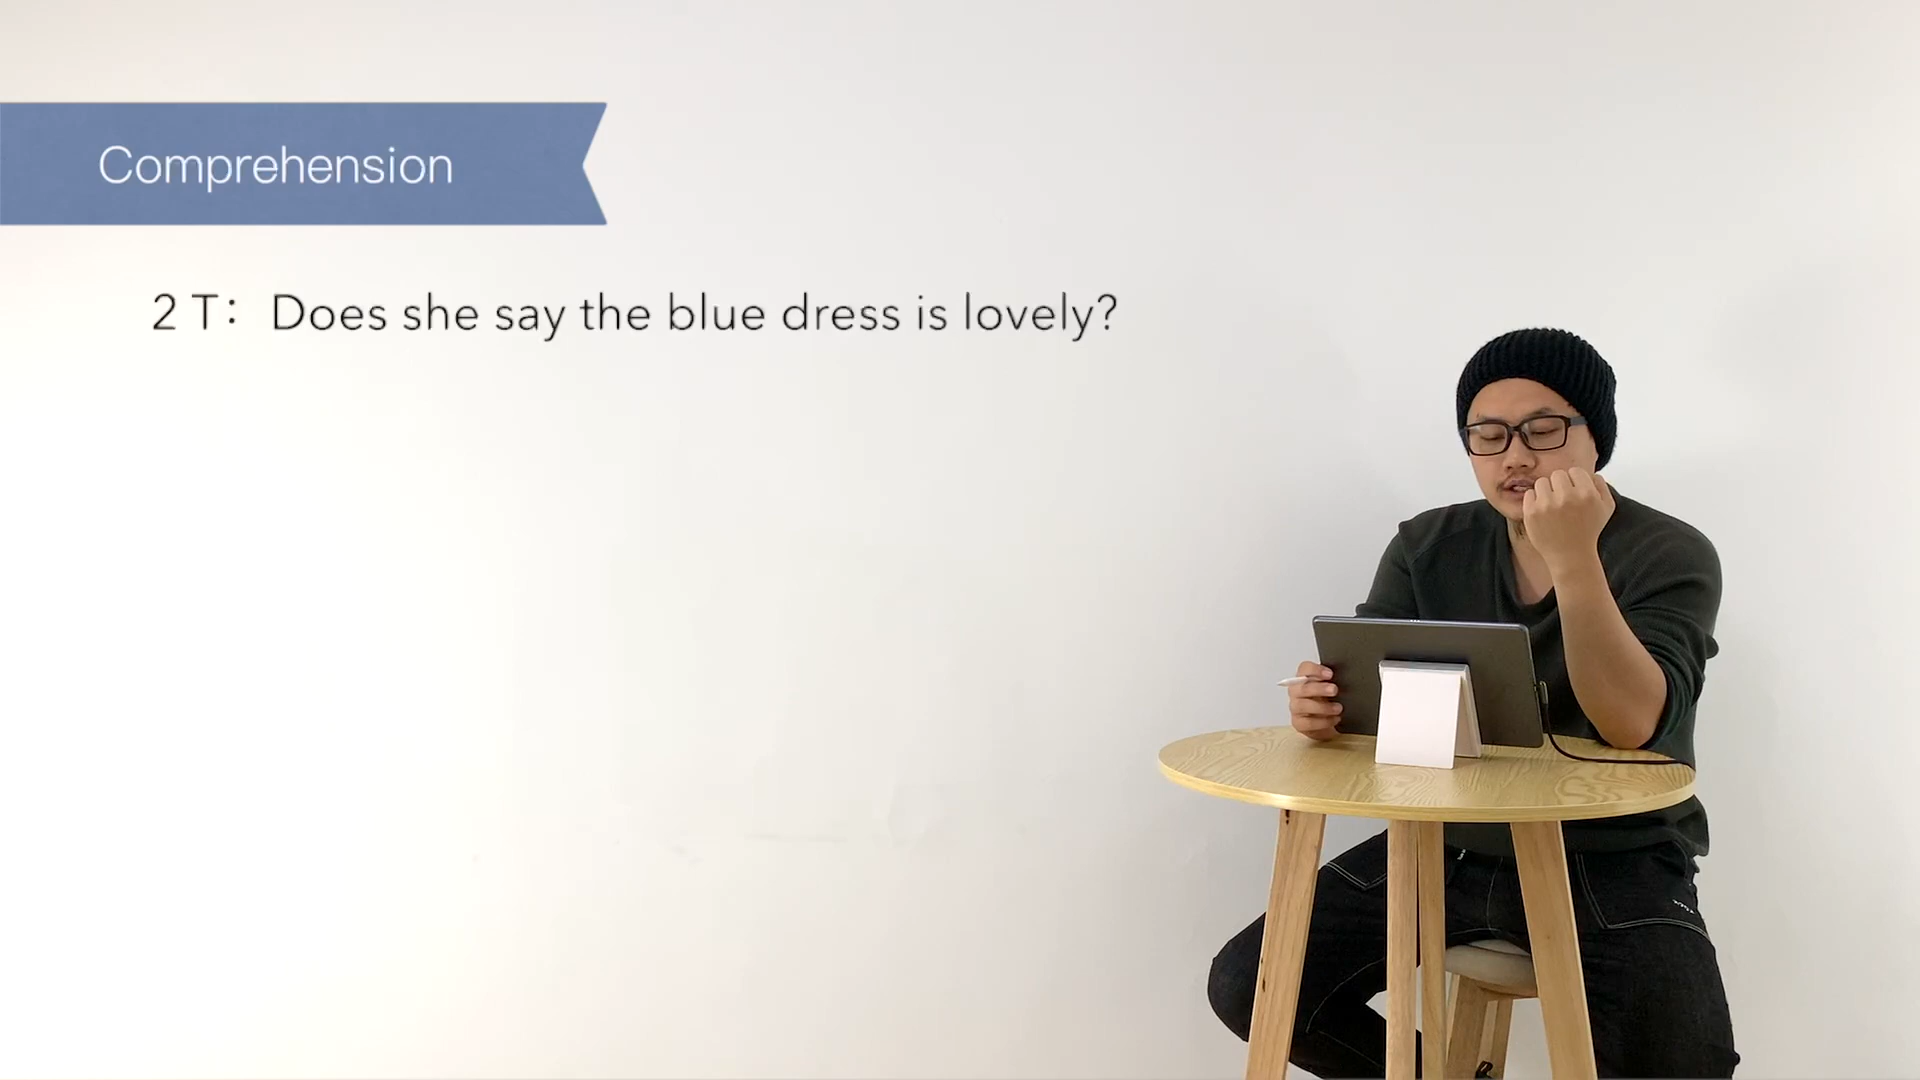 Comprehension
2 T: Does she say the blue dress is lovely?